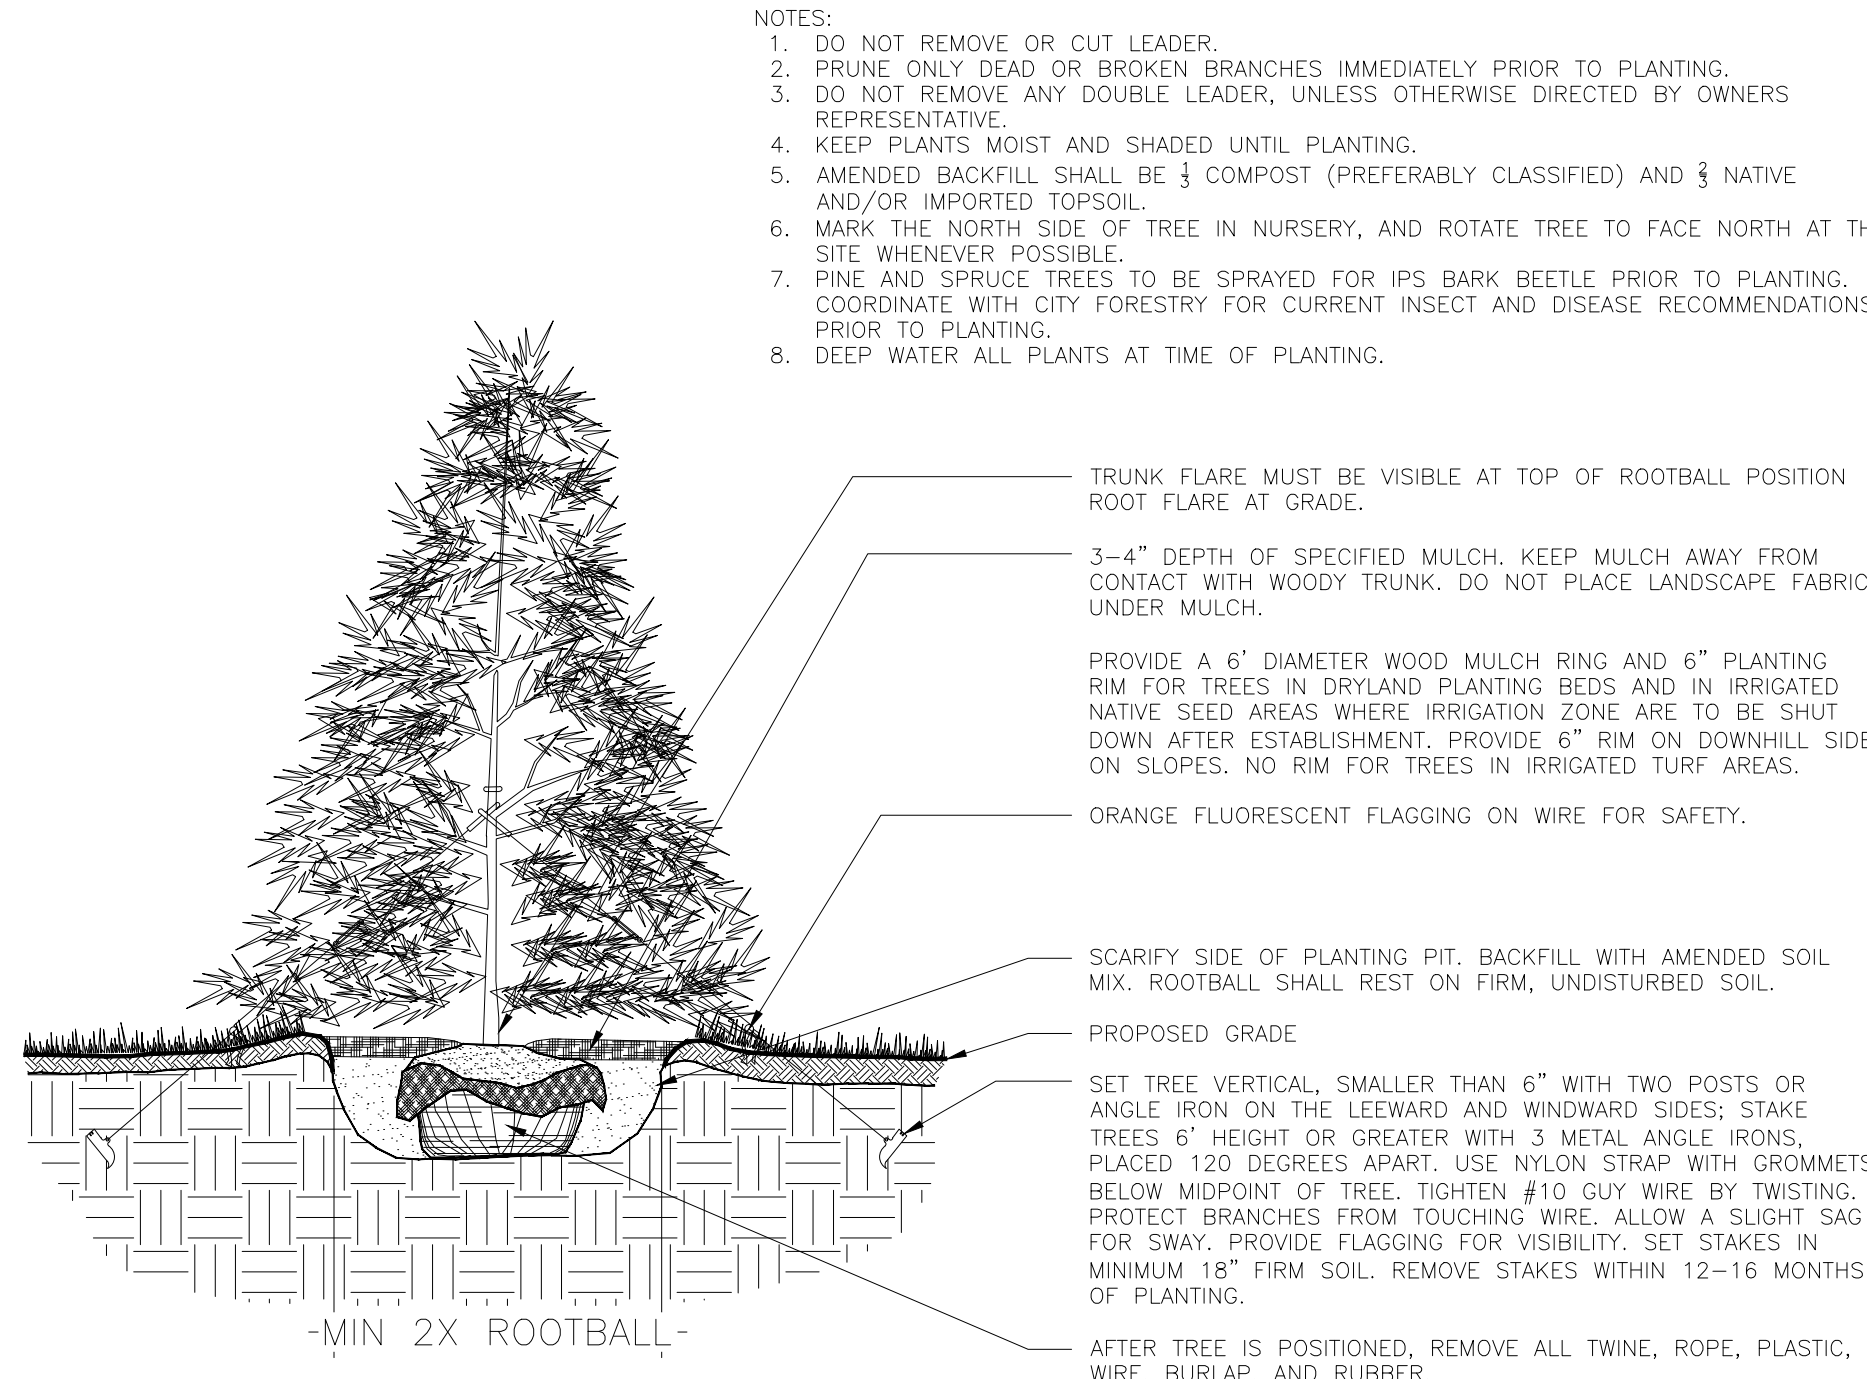 NOTES:
1. DO NOT REMOVE OR CUT LEADER.
2. PRUNE ONLY DEAD OR BROKEN BRANCHES IMMEDIATELY PRIOR TO PLANTING.
3. DO NOT REMOVE ANY DOUBLE LEADER, UNLESS OTHERWISE DIRECTED BY OWNERS
REPRESENTATIVE.
4. KEEP PLANTS MOIST AND SHADED UNTIL PLANTING.
5. AMENDED BACKFILL SHALL BE 1/3 COMPOST (PREFERABLY CLASSIFIED) AND 2/3 NATIVE
AND/OR IMPORTED TOPSOIL.
6. MARK THE NORTH SIDE OF TREE IN NURSERY, AND ROTATE TREE TO FACE NORTH AT TH
SITE WHENEVER POSSIBLE.
7. PINE AND SPRUCE TREES TO BE SPRAYED FOR IPS BARK BEETLE PRIOR TO PLANTING.
COORDINATE WITH CITY FORESTRY FOR CURRENT INSECT AND DISEASE RECOMMENDATIONS
PRIOR TO PLANTING.
8. DEEP WATER ALL PLANTS AT TIME OF PLANTING.
TRUNK FLARE MUST BE VISIBLE AT TOP OF ROOTBALL POSITION
ROOT FLARE AT GRADE.
3-4" DEPTH OF SPECIFIED MULCH. KEEP MULCH AWAY FROM
CONTACT WITH WOODY TRUNK. DO NOT PLACE LANDSCAPE FABRIC
UNDER MULCH.
PROVIDE A 6' DIAMETER WOOD MULCH RING AND 6" PLANTING
RIM FOR TREES IN DRYLAND PLANTING BEDS AND IN IRRIGATED
NATIVE SEED AREAS WHERE IRRIGATION ZONE ARE TO BE SHUT
DOWN AFTER ESTABLISHMENT. PROVIDE 6" RIM ON DOWNHILL SIDE
ON SLOPES. NO RIM FOR TREES IN IRRIGATED TURF AREAS.
ORANGE FLUORESCENT FLAGGING ON WIRE FOR SAFETY.
SCARIFY SIDE OF PLANTING PIT. BACKFILL WITH AMENDED SOIL
MIX. ROOTBALL SHALL REST ON FIRM, UNDISTURBED SOIL.
PROPOSED GRADE
SET TREE VERTICAL, SMALLER THAN 6" WITH TWO POSTS OR
ANGLE IRON ON THE LEEWARD AND WINDWARD SIDES; STAKE
TREES 6' HEIGHT OR GREATER WITH 3 METAL ANGLE IRONS,
PLACED 120 DEGREES APART. USE NYLON STRAP WITH GROMMETS
BELOW MIDPOINT OF TREE. TIGHTEN #10 GUY WIRE BY TWISTING.
PROTECT BRANCHES FROM TOUCHING WIRE. ALLOW A SLIGHT SAG
FOR SWAY. PROVIDE FLAGGING FOR VISIBILITY. SET STAKES IN
MINIMUM 18" FIRM SOIL. REMOVE STAKES WITHIN 12-16 MONTHS
OF PLANTING.
-MIN 2X ROOTBALL-
AFTER TREE IS POSITIONED, REMOVE ALL TWINE, ROPE, PLASTIC,
WIRE, BURLAP, AND RUBBER